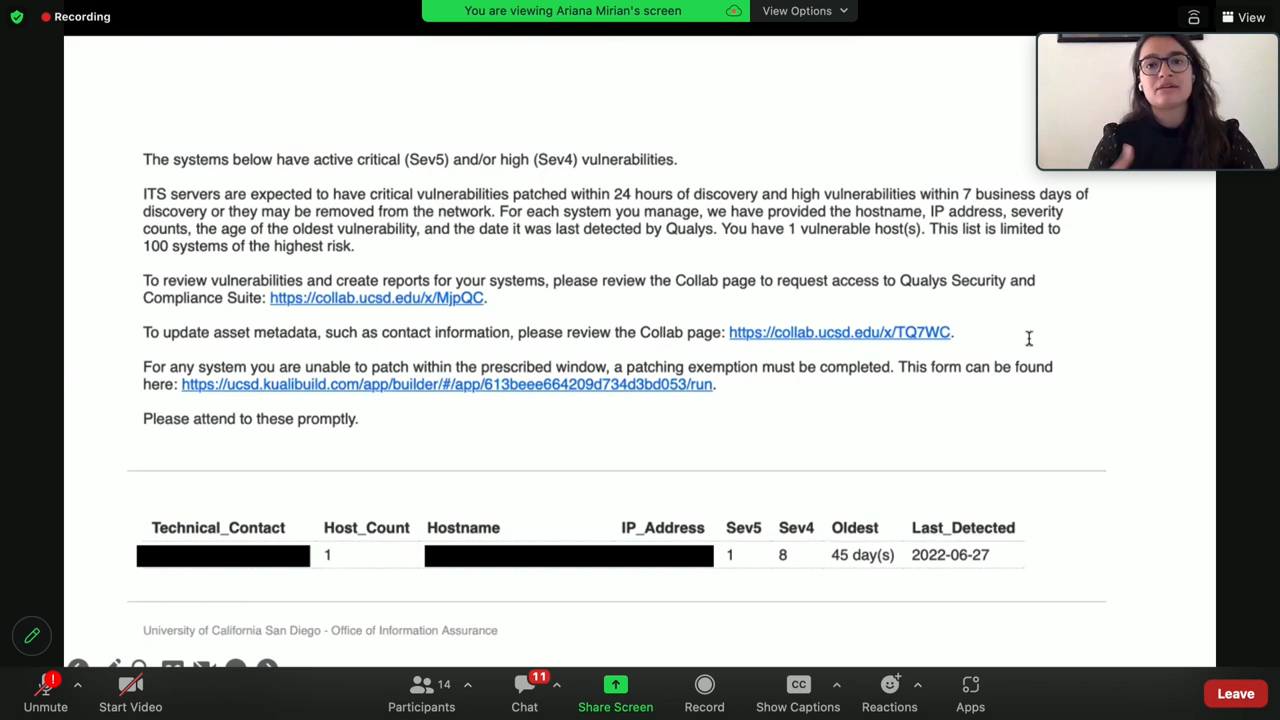 Recording
You are viewing Ariana Mirian's screen
View Options
View
The systems below have active critical (Sev5) and/or high (Sev4) vulnerabilities.
ITS servers are expected to have critical vulnerabilities patched within 24 hours of discovery and high vulnerabilities within 7 business days of
discovery or they may be removed from the network. For each system you manage, we have provided the hostname, IP address, severity
counts, the age of the oldest vulnerability, and the date it was last detected by Qualys. You have 1 vulnerable host(s). This list is limited to
100 systems of the highest risk.
To review vulnerabilities and create reports for your systems, please review the Collab page to request access to Qualys Security and
Compliance Suite: https://collab.ucsd.edu/x/MjpQC.
To update asset metadata, such as contact information, please review the Collab page: https://collab.ucsd.edu/x/TQ7WC.
For any system you are unable to patch within the prescribed window, a patching exemption must be completed. This form can be found
here: https://ucsd.kualibuild.com/app/builder/#/app/613beee664209d734d3bd053/run.
Please attend to these promptly.
Technical_Contact Host_Count Hostname IP_Address Sev5 Sev4 Oldest Last_Detected
1 1 8 45 day(s) 2022-06-27
University of California San Diego - Office of Information Assurance
Unmute
Start Video
Participants 14
Chat 11
Share Screen
Record
CC Show Captions
Reactions
Apps
Leave